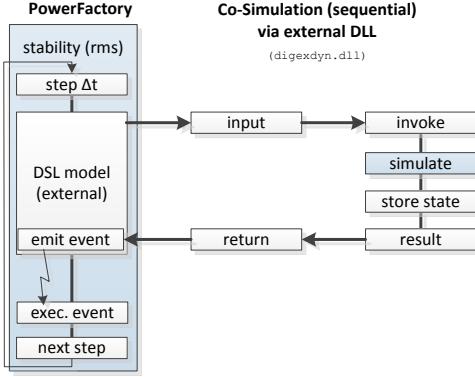 PowerFactory
Co-Simulation (sequential)
via external DLL
(digexdyn.dll)
stability (rms)
step Δt
input
invoke
DSL model
(external)
simulate
store state
emit event
return
result
exec. event
next step